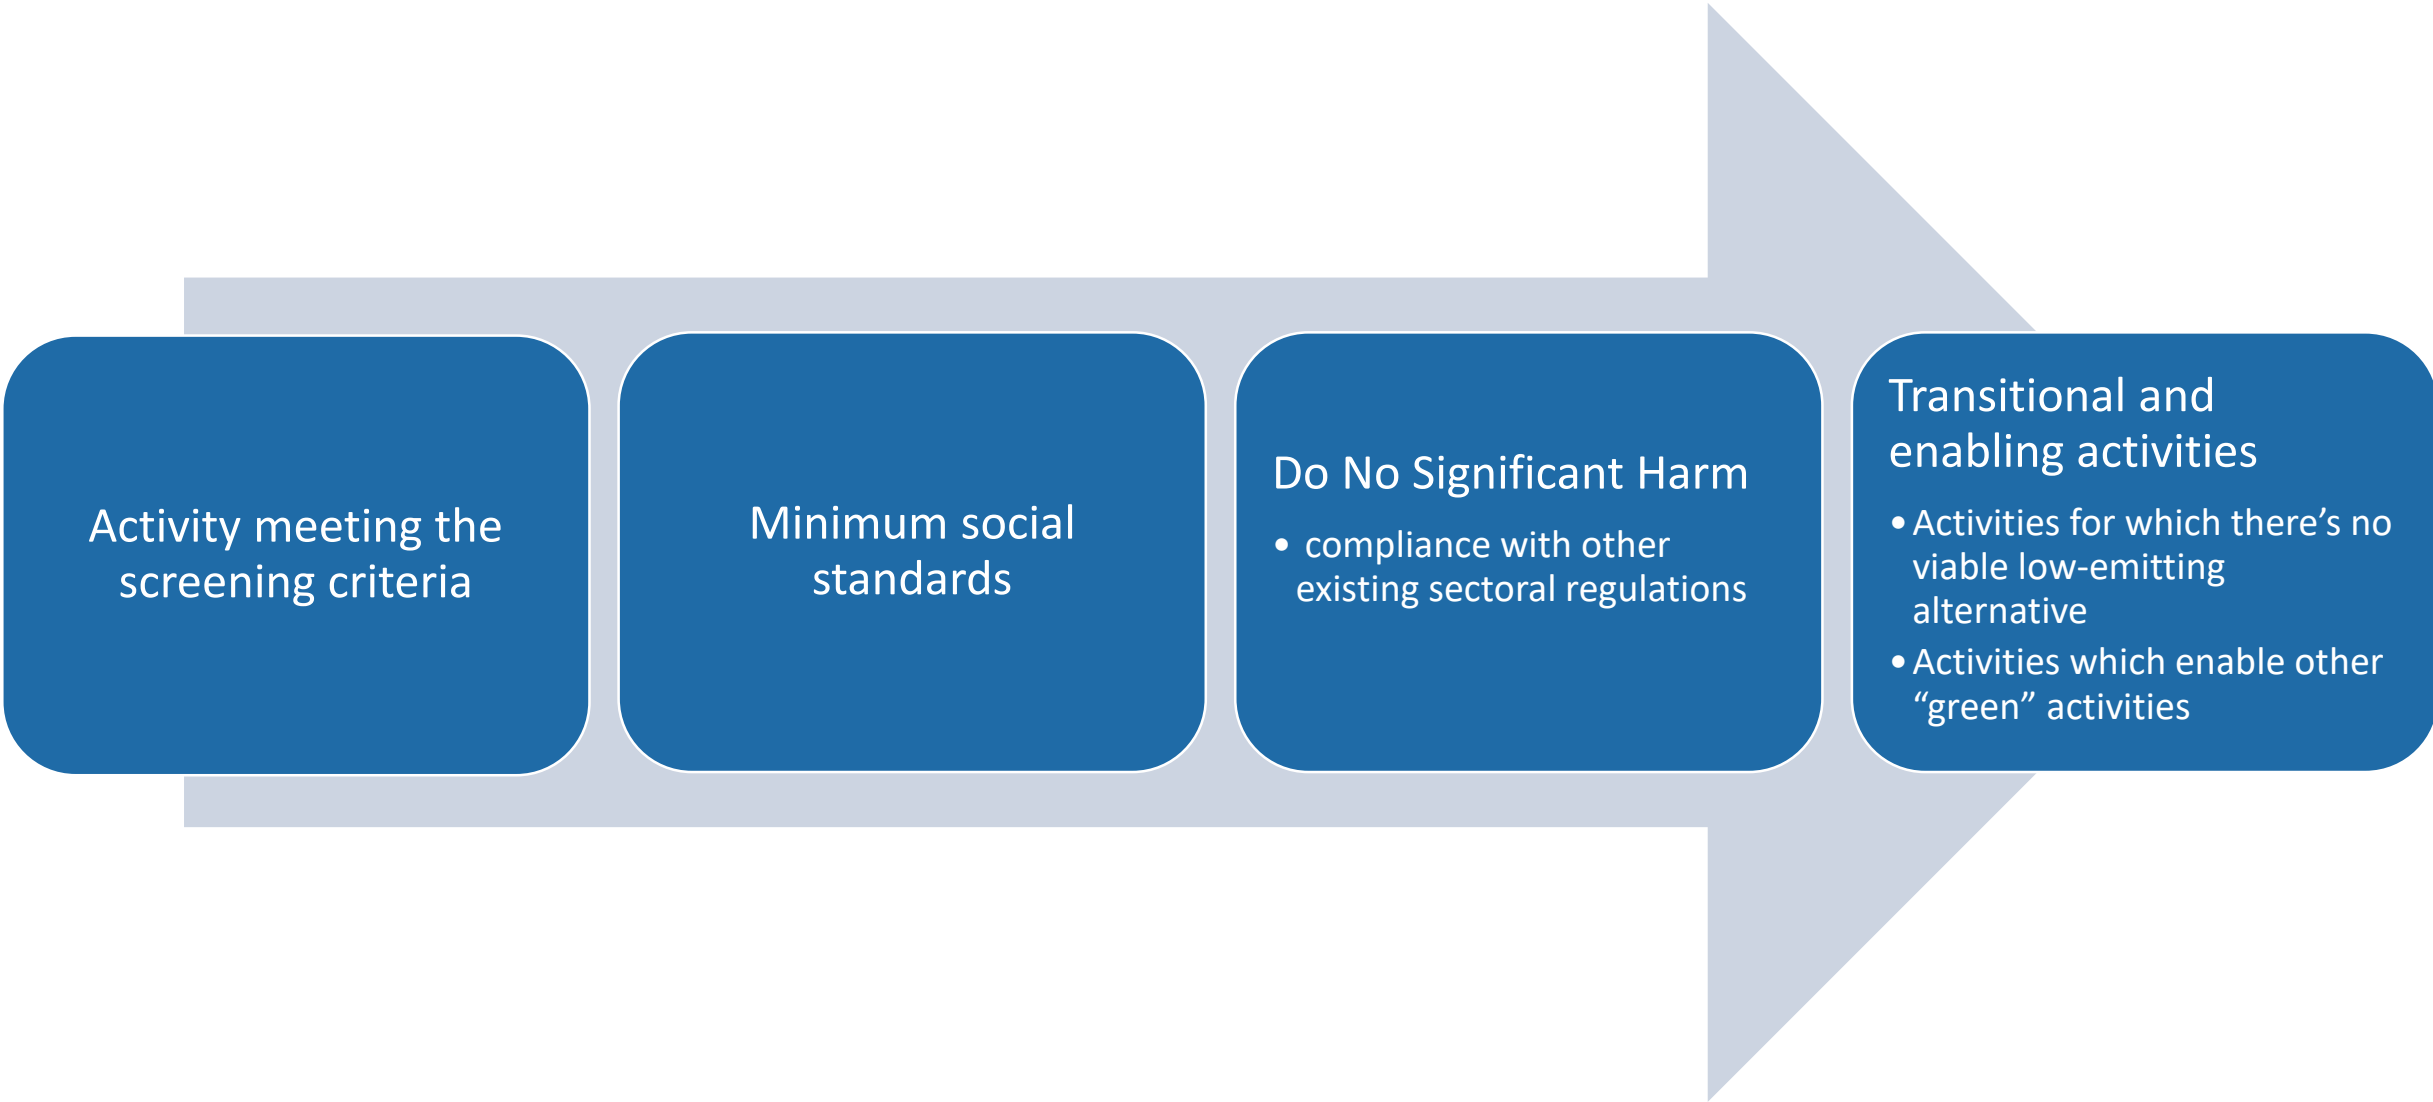 Activity meeting the
screening criteria
Minimum social
standards
Do No Significant Harm
• compliance with other
existing sectoral regulations
Transitional and
enabling activities
• Activities for which there’s no
viable low-emitting
alternative
• Activities which enable other
“green” activities